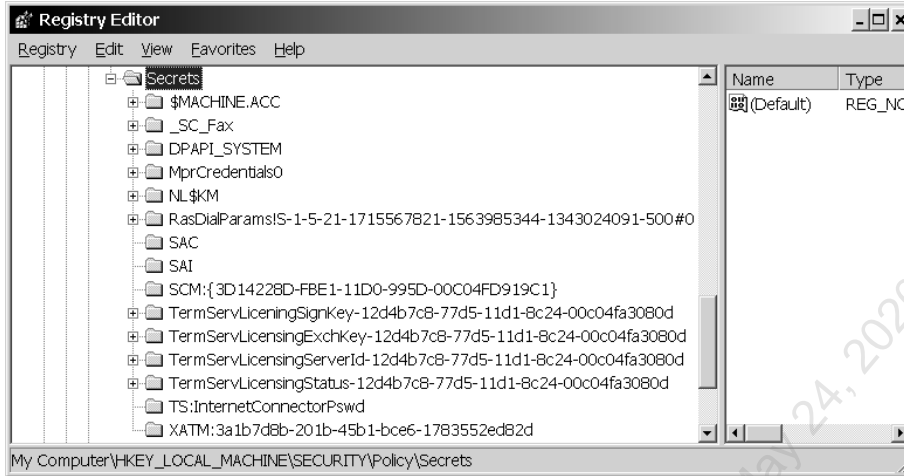 Registry Editor
Registry Edit View Favorites Help
Secrets
Name Type
$MACHINE.ACC
(Default) REG_NO
_SC_Fax
DPAPI_SYSTEM
MprCredentials0
NL$KM
RasDialParams!S-1-5-21-1715567821-1563985344-1343024091-500#0
SAC
SAI
SCM:{3D14228D-FBE1-11D0-995D-00C04FD919C1}
TermServLiceningSignKey-12d4b7c8-77d5-11d1-8c24-00c04fa3080d
TermServLicensingExchKey-12d4b7c8-77d5-11d1-8c24-00c04fa3080d
TermServLicensingServerId-12d4b7c8-77d5-11d1-8c24-00c04fa3080d
TermServLicensingStatus-12d4b7c8-77d5-11d1-8c24-00c04fa3080d
TS:InternetConnectorPswd
XATM:3a1b7d8b-201b-45b1-bce6-1783552ed82d
My Computer\HKEY_LOCAL_MACHINE\SECURITY\Policy\Secrets
May 24, 202